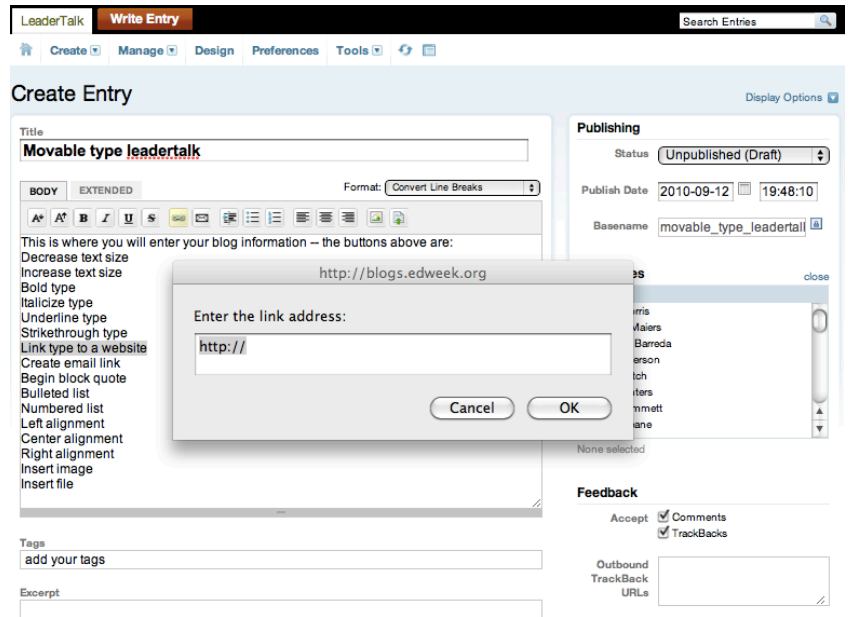 LeaderTalk Write Entry Search Entries
Create Manage Design Preferences Tools
Create Entry
Display Options
Title
Movable type leadertalk
BODY EXTENDED Format: Convert Line Breaks
A A B I U S
This is where you will enter your blog information -- the buttons above are:
Decrease text size
Increase text size
Bold type
Italicize type
Underline type
Strikethrough type
Link type to a website
Create email link
Begin block quote
Bulleted list
Numbered list
Left alignment
Center alignment
Right alignment
Insert image
Insert file
http://blogs.edweek.org
Enter the link address:
http://
Cancel OK
Tags
add your tags
Excerpt
Publishing
Status Unpublished (Draft)
Publish Date 2010-09-12 19:48:10
Basename movable_type_leadertall
close
Barreda
None selected
Feedback
Accept Comments
TrackBacks
Outbound
TrackBack
URLs